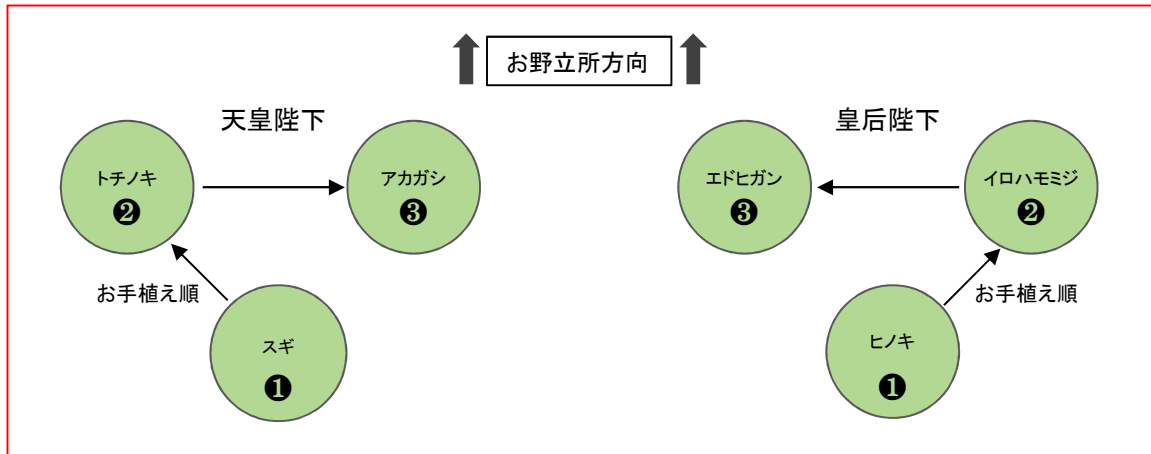 お野立所方向
天皇陛下
皇后陛下
トチノキ
❷
アカガシ
❸
エドヒガン
❸
イロハモミジ
❷
お手植え順
お手植え順
スギ
❶
ヒノキ
❶